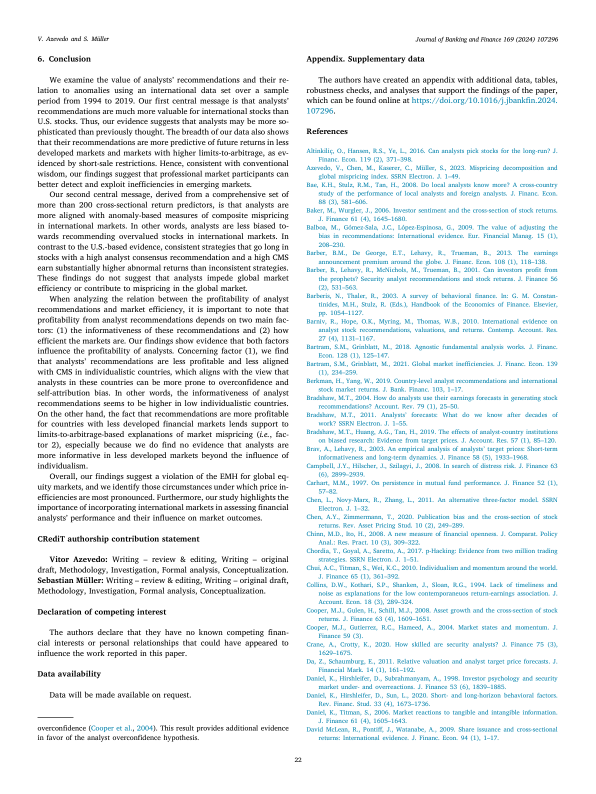 V. Azevedo and S. Müller
Journal of Banking and Finance 169 (2024) 107296
6. Conclusion
We examine the value of analysts' recommendations and their re-
lation to anomalies using an international data set over a sample
period from 1994 to 2019. Our first central message is that analysts'
recommendations are much more valuable for international stocks than
U.S. stocks. Thus, our evidence suggests that analysts may be more so-
phisticated than previously thought. The breadth of our data also shows
that their recommendations are more predictive of future returns in less
developed markets and markets with higher limits-to-arbitrage, as ev-
idenced by short-sale restrictions. Hence, consistent with conventional
wisdom, our findings suggest that professional market participants can
better detect and exploit inefficiencies in emerging markets.
Our second central message, derived from a comprehensive set of
more than 200 cross-sectional return predictors, is that analysts are
more aligned with anomaly-based measures of composite mispricing
in international markets. In other words, analysts are less biased to-
wards recommending overvalued stocks in international markets. In
contrast to the U.S.-based evidence, consistent strategies that go long in
stocks with a high analyst consensus recommendation and a high CMS
earn substantially higher abnormal returns than inconsistent strategies.
These findings do not suggest that analysts impede global market
efficiency or contribute to mispricing in the global market.
When analyzing the relation between the profitability of analyst
recommendations and market efficiency, it is important to note that
profitability from analyst recommendations depends on two main fac-
tors: (1) the informativeness of these recommendations and (2) how
efficient the markets are. Our findings show evidence that both factors
influence the profitability of analysts. Concerning factor (1), we find
that analysts' recommendations are less profitable and less aligned
with CMS in individualistic countries, which aligns with the view that
analysts in these countries can be more prone to overconfidence and
self-attribution bias. In other words, the informativeness of analyst
recommendations seems to be higher in low individualistic countries.
On the other hand, the fact that recommendations are more profitable
for countries with less developed financial markets lends support to
limits-to-arbitrage-based explanations of market mispricing (i.e., fac-
tor 2), especially because we do find no evidence that analysts are
more informative in less developed markets beyond the influence of
individualism.
Overall, our findings suggest a violation of the EMH for global eq-
uity markets, and we identify those circumstances under which price in-
efficiencies are most pronounced. Furthermore, our study highlights the
importance of incorporating international markets in assessing financial
analysts' performance and their influence on market outcomes.
CRediT authorship contribution statement
Vitor Azevedo: Writing – review & editing, Writing – original
draft, Methodology, Investigation, Formal analysis, Conceptualization.
Sebastian Müller: Writing – review & editing, Writing – original draft,
Methodology, Investigation, Formal analysis, Conceptualization.
Declaration of competing interest
The authors declare that they have no known competing finan-
cial interests or personal relationships that could have appeared to
influence the work reported in this paper.
Data availability
Data will be made available on request.
overconfidence (Cooper et al., 2004). This result provides additional evidence
in favor of the analyst overconfidence hypothesis.
Appendix. Supplementary data
The authors have created an appendix with additional data, tables,
robustness checks, and analyses that support the findings of the paper,
which can be found online at https://doi.org/10.1016/j.jbankfin.2024.
107296.
References
Altinkiliç, O., Hansen, R.S., Ye, L., 2016. Can analysts pick stocks for the long-run? J.
Financ. Econ. 119 (2), 371–398.
Azevedo, V., Chen, M., Kaserer, C., Müller, S., 2023. Mispricing decomposition and
global mispricing index. SSRN Electron. J. 1–49.
Bae, K.H., Stulz, R.M., Tan, H., 2008. Do local analysts know more? A cross-country
study of the performance of local analysts and foreign analysts. J. Financ. Econ.
88 (3), 581–606.
Baker, M., Wurgler, J., 2006. Investor sentiment and the cross-section of stock returns.
J. Finance 61 (4), 1645–1680.
Balboa, M., Gómez-Sala, J.C., López-Espinosa, G., 2009. The value of adjusting the
bias in recommendations: International evidence. Eur. Financial Manag. 15 (1),
208–230.
Barber, B.M., De George, E.T., Lehavy, R., Trueman, B., 2013. The earnings
announcement premium around the globe. J. Financ. Econ. 108 (1), 118–138.
Barber, B., Lehavy, R., McNichols, M., Trueman, B., 2001. Can investors profit from
the prophets? Security analyst recommendations and stock returns. J. Finance 56
(2), 531–563.
Barberis, N., Thaler, R., 2003. A survey of behavioral finance. In: G. M. Constan-
tinides, M.H., Stulz, R. (Eds.), Handbook of the Economics of Finance. Elsevier,
pp. 1054–1227.
Barniv, R., Hope, O.K., Myring, M., Thomas, W.B., 2010. International evidence on
analyst stock recommendations, valuations, and returns. Contemp. Account. Res.
27 (4), 1131–1167.
Bartram, S.M., Grinblatt, M., 2018. Agnostic fundamental analysis works. J. Financ.
Econ. 128 (1), 125–147.
Bartram, S.M., Grinblatt, M., 2021. Global market inefficiencies. J. Financ. Econ. 139
(1), 234–259.
Berkman, H., Yang, W., 2019. Country-level analyst recommendations and international
stock market returns. J. Bank. Financ. 103, 1–17.
Bradshaw, M.T., 2004. How do analysts use their earnings forecasts in generating stock
recommendations? Account. Rev. 79 (1), 25–50.
Bradshaw, M.T., 2011. Analysts' forecasts: What do we know after decades of
work? SSRN Electron. J. 1–55.
Bradshaw, M.T., Huang, A.G., Tan, H., 2019. The effects of analyst-country institutions
on biased research: Evidence from target prices. J. Account. Res. 57 (1), 85–120.
Brav, A., Lehavy, R., 2003. An empirical analysis of analysts' target prices: Short-term
informativeness and long-term dynamics. J. Finance 58 (5), 1933–1968.
Campbell, J.Y., Hilscher, J., Szilagyi, J., 2008. In search of distress risk. J. Finance 63
(6), 2899–2939.
Carhart, M.M., 1997. On persistence in mutual fund performance. J. Finance 52 (1),
57–82.
Chen, L., Novy-Marx, R., Zhang, L., 2011. An alternative three-factor model. SSRN
Electron. J. 1–32.
Chen, A.Y., Zimmermann, T., 2020. Publication bias and the cross-section of stock
returns. Rev. Asset Pricing Stud. 10 (2), 249–289.
Chinn, M.D., Ito, H., 2008. A new measure of financial openness. J. Comparat. Policy
Anal.: Res. Pract. 10 (3), 309–322.
Chordia, T., Goyal, A., Saretto, A., 2017. p-Hacking: Evidence from two million trading
strategies. SSRN Electron. J. 1–51.
Chui, A.C., Titman, S., Wei, K.C., 2010. Individualism and momentum around the world.
J. Finance 65 (1), 361–392.
Collins, D.W., Kothari, S.P., Shanken, J., Sloan, R.G., 1994. Lack of timeliness and
noise as explanations for the low contemporaneous return-earnings association. J.
Account. Econ. 18 (3), 289–324.
Cooper, M.J., Gulen, H., Schill, M.J., 2008. Asset growth and the cross-section of stock
returns. J. Finance 63 (4), 1609–1651.
Cooper, M.J., Gutierrez, R.C., Hameed, A., 2004. Market states and momentum. J.
Finance 59 (3).
Crane, A., Crotty, K., 2020. How skilled are security analysts? J. Finance 75 (3),
1629–1675.
Da, Z., Schaumburg, E., 2011. Relative valuation and analyst target price forecasts. J.
Financial Mark. 14 (1), 161–192.
Daniel, K., Hirshleifer, D., Subrahmanyam, A., 1998. Investor psychology and security
market under- and overreactions. J. Finance 53 (6), 1839–1885.
Daniel, K., Hirshleifer, D., Sun, L., 2020. Short- and long-horizon behavioral factors.
Rev. Financ. Stud. 33 (4), 1673–1736.
Daniel, K., Titman, S., 2006. Market reactions to tangible and intangible information.
J. Finance 61 (4), 1605–1643.
David McLean, R., Pontiff, J., Watanabe, A., 2009. Share issuance and cross-sectional
returns: International evidence. J. Financ. Econ. 94 (1), 1–17.
22